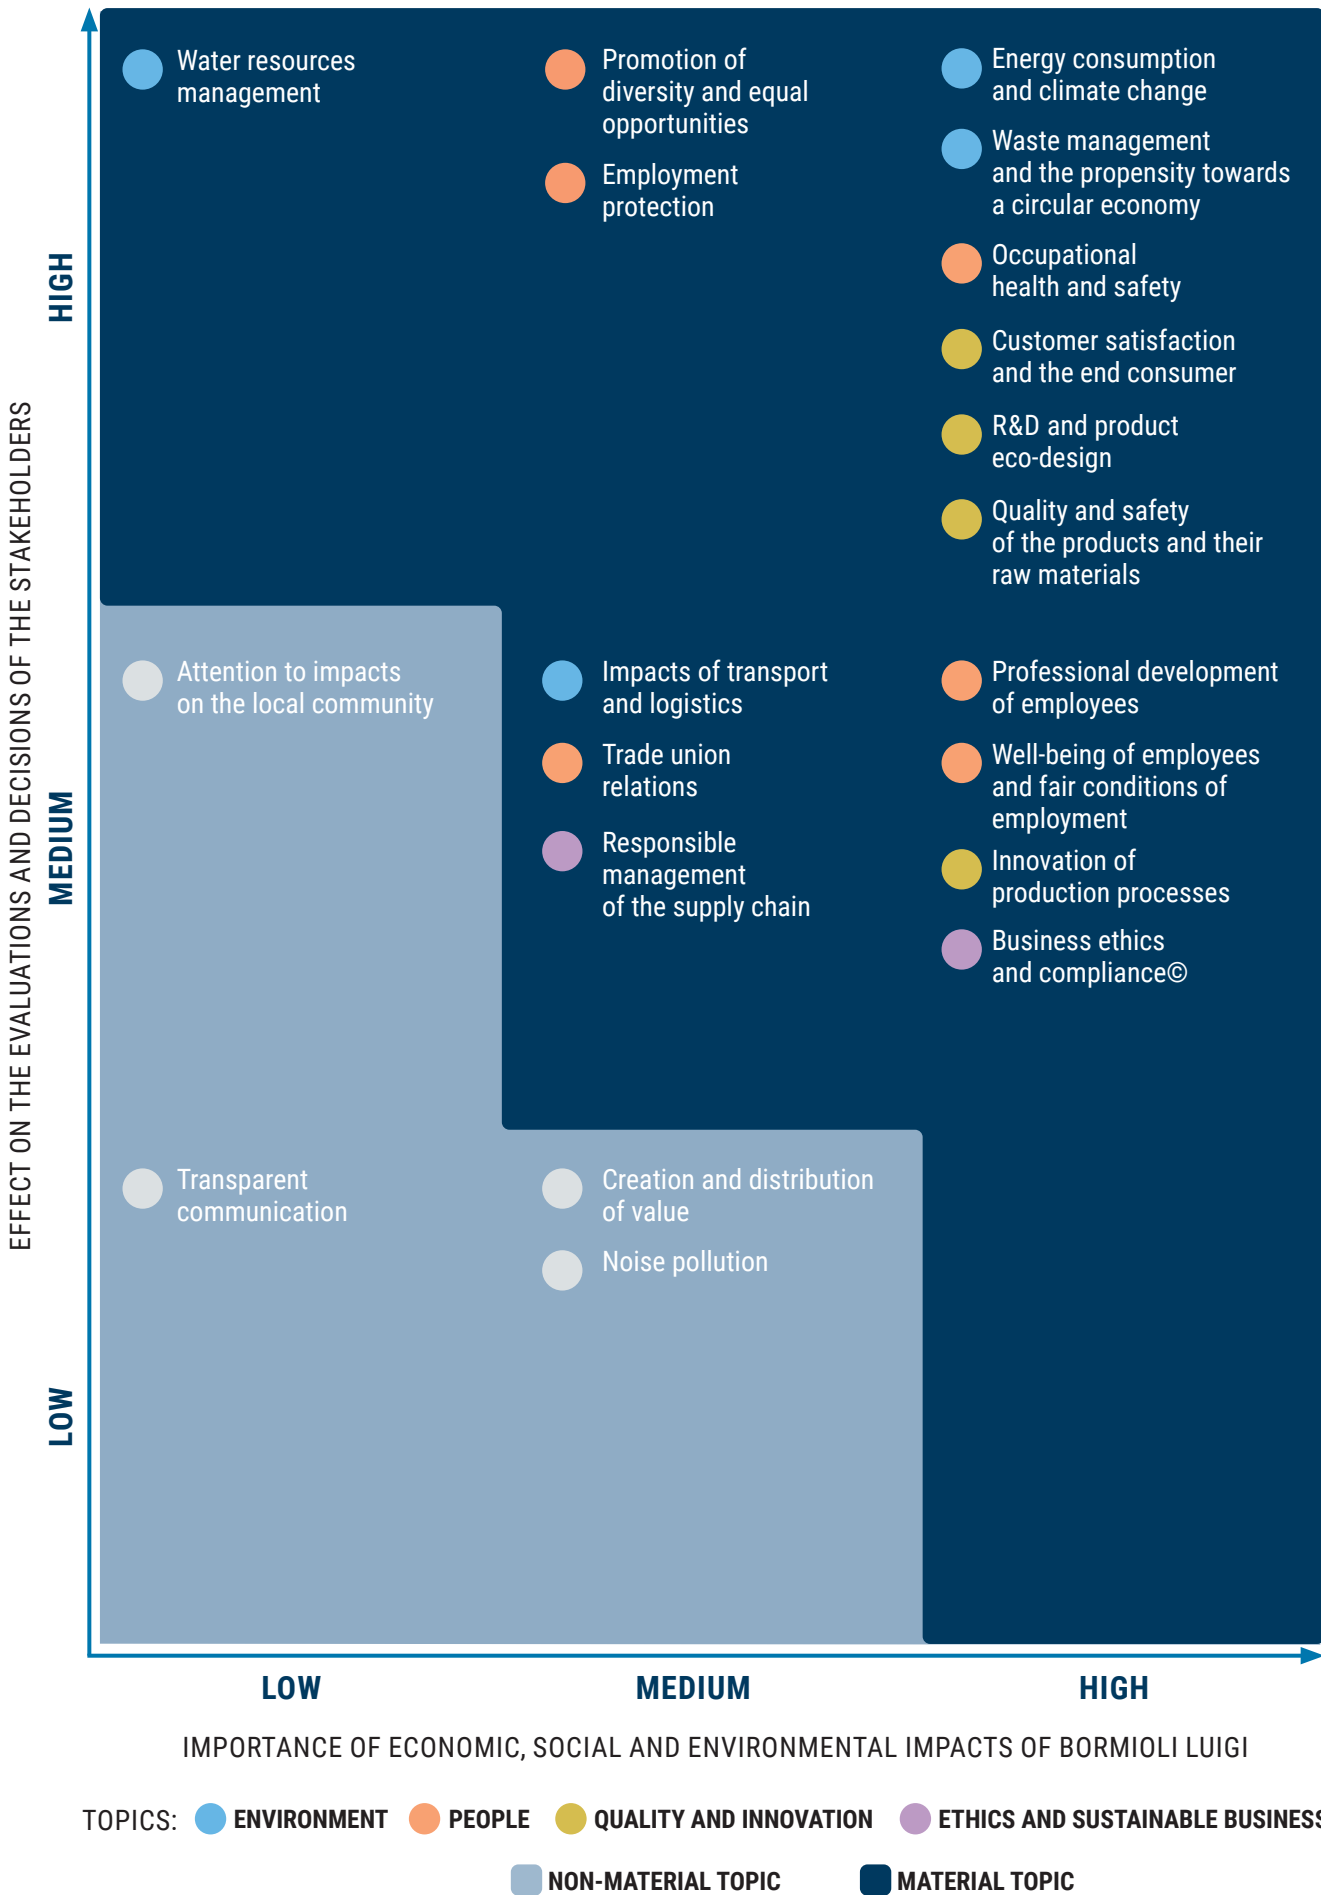 EFFECT ON THE EVALUATIONS AND DECISIONS OF THE STAKEHOLDERS
HIGH
MEDIUM
LOW
Water resources
management
Promotion of
diversity and equal
opportunities
Employment
protection
Energy consumption
and climate change
Waste management
and the propensity towards
a circular economy
Occupational
health and safety
Customer satisfaction
and the end consumer
R&D and product
eco-design
Quality and safety
of the products and their
raw materials
Attention to impacts
on the local community
Impacts of transport
and logistics
Trade union
relations
Responsible
management
of the supply chain
Professional development
of employees
Well-being of employees
and fair conditions of
employment
Innovation of
production processes
Business ethics
and compliance©
Transparent
communication
Creation and distribution
of value
Noise pollution
LOW
MEDIUM
HIGH
IMPORTANCE OF ECONOMIC, SOCIAL AND ENVIRONMENTAL IMPACTS OF BORMIOLI LUIGI
TOPICS: ENVIRONMENT PEOPLE QUALITY AND INNOVATION ETHICS AND SUSTAINABLE BUSINESS
NON-MATERIAL TOPIC MATERIAL TOPIC